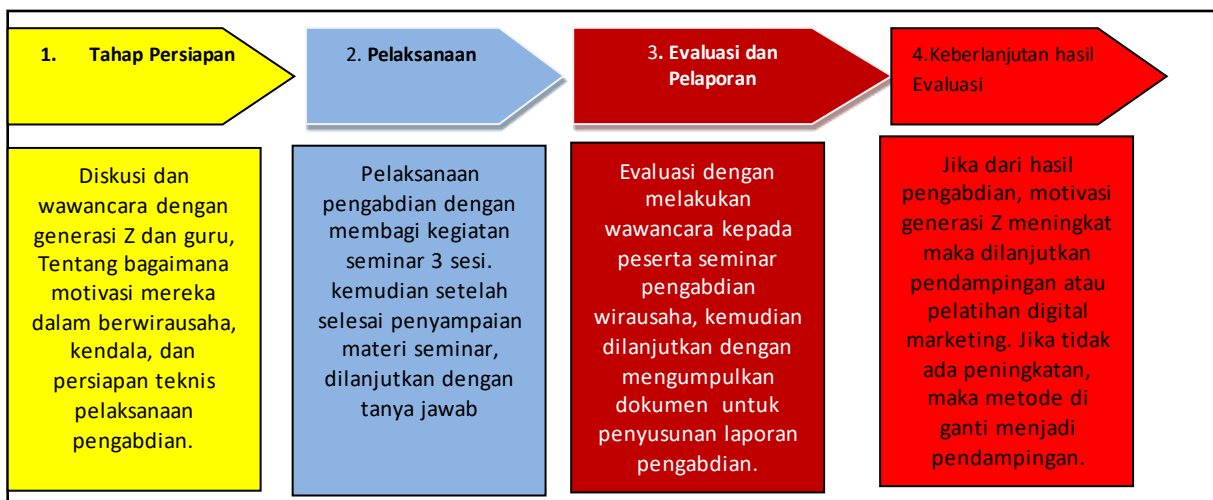 1. Tahap Persiapan
2. Pelaksanaan
3. Evaluasi dan
Pelaporan
4.Keberlanjutan hasil
Evaluasi
Diskusi dan
wawancara dengan
generasi Z dan guru,
Tentang bagaimana
motivasi mereka
dalam berwirausaha,
kendala, dan
persiapan teknis
pelaksanaan
pengabdian.
Pelaksanaan
pengabdian dengan
membagi kegiatan
seminar 3 sesi.
kemudian setelah
selesai penyampaian
materi seminar,
dilanjutkan dengan
tanya jawab
Evaluasi dengan
melakukan
wawancara kepada
peserta seminar
pengabdian
wirausaha, kemudian
dilanjutkan dengan
mengumpulkan
dokumen untuk
penyusunan laporan
pengabdian.
Jika dari hasil
pengabdian, motivasi
generasi Z meningkat
maka dilanjutkan
pendampingan atau
pelatihan digital
marketing. Jika tidak
ada peningkatan,
maka metode di
ganti menjadi
pendampingan.